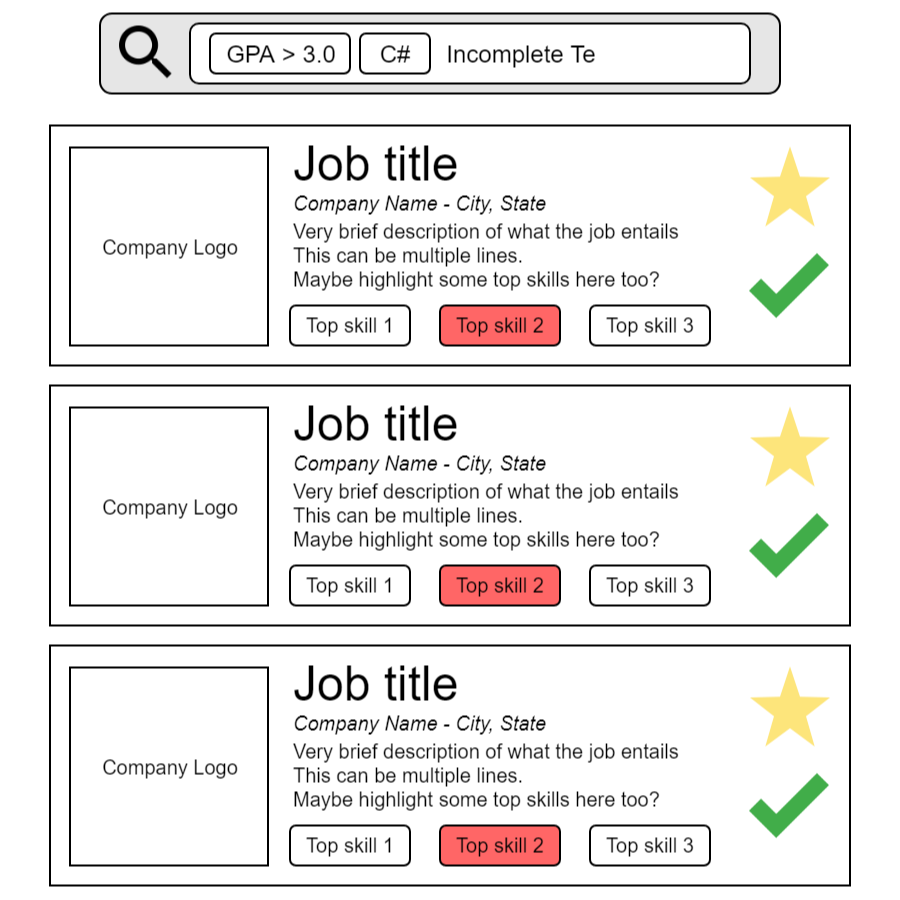 GPA > 3.0 C# Incomplete Te
Company Logo
Job title
Company Name - City, State
Very brief description of what the job entails
This can be multiple lines.
Maybe highlight some top skills here too?
Top skill 1 Top skill 2 Top skill 3
Company Logo
Job title
Company Name - City, State
Very brief description of what the job entails
This can be multiple lines.
Maybe highlight some top skills here too?
Top skill 1 Top skill 2 Top skill 3
Company Logo
Job title
Company Name - City, State
Very brief description of what the job entails
This can be multiple lines.
Maybe highlight some top skills here too?
Top skill 1 Top skill 2 Top skill 3